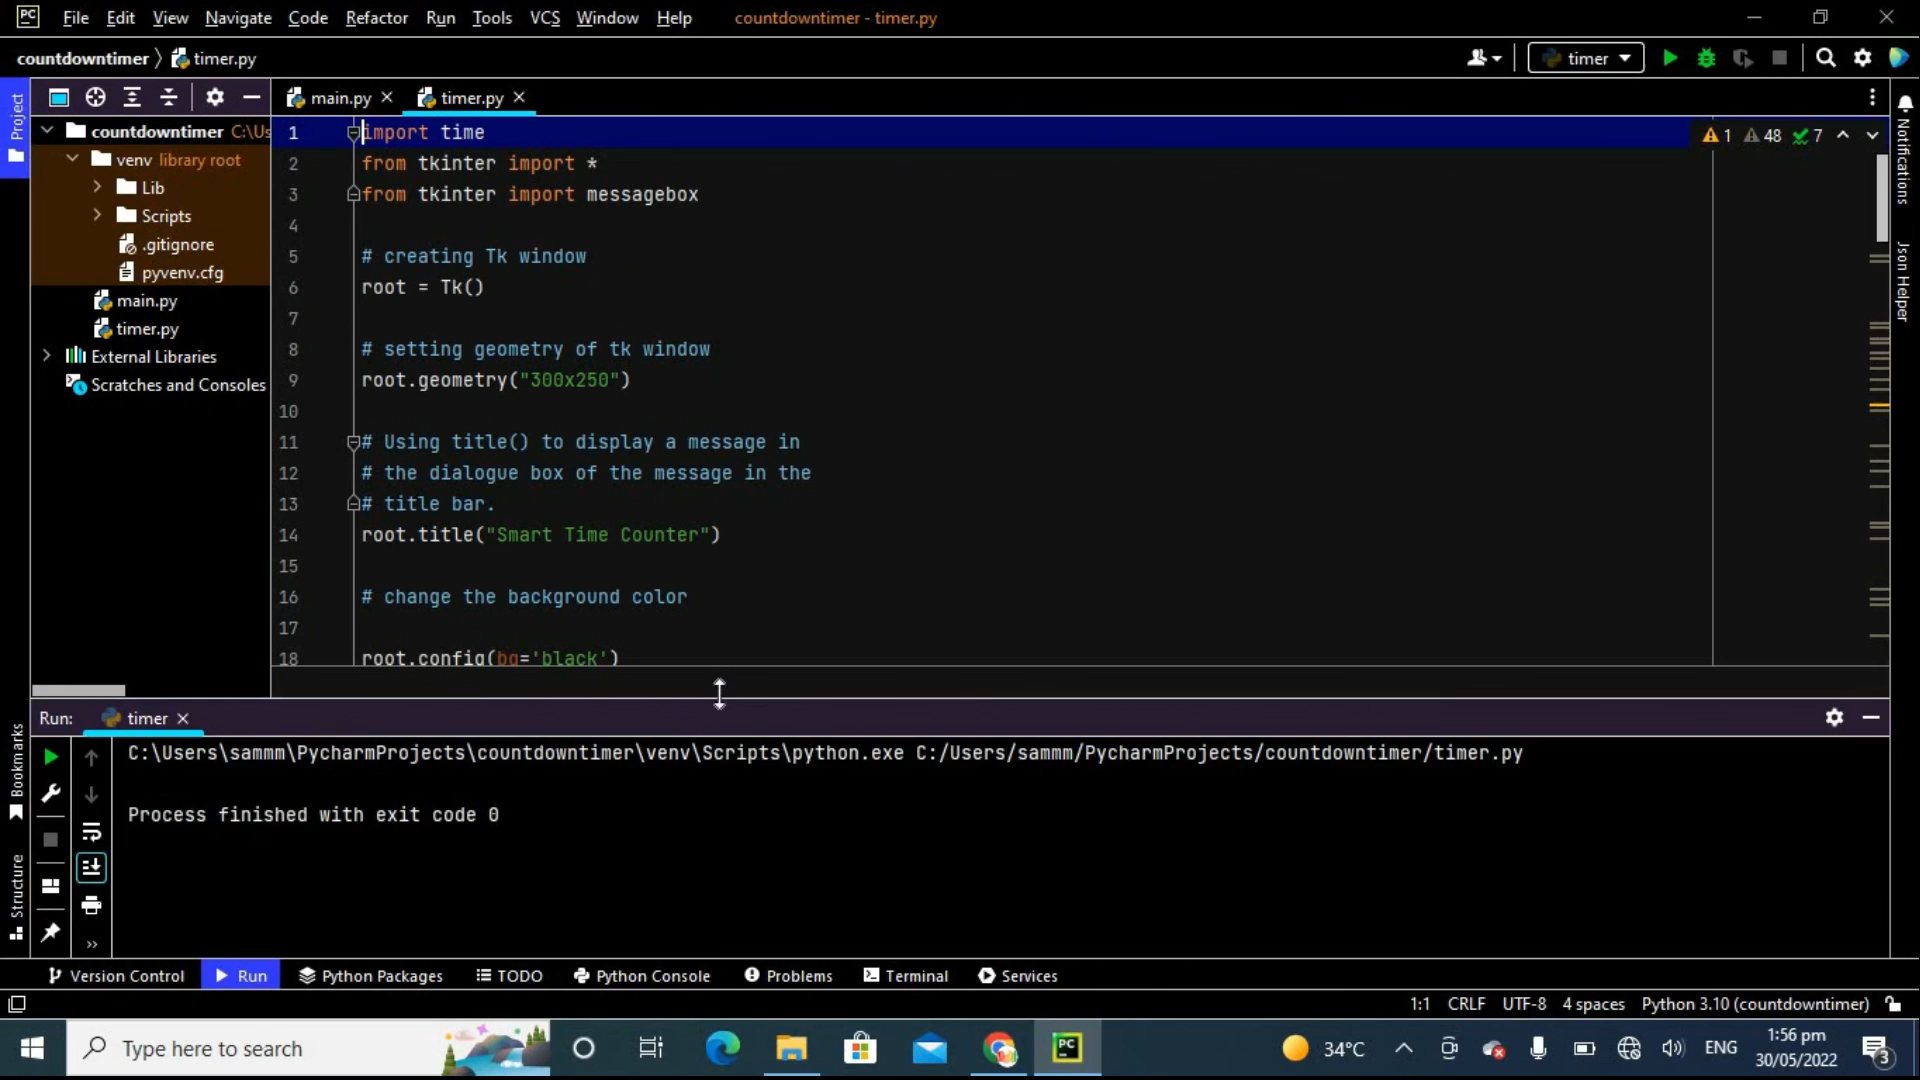 PC File Edit View Navigate Code Refactor Run Tools VCS Window Help countdowntimer - timer.py
countdowntimer timer.py timer
Project
main.py timer.py
countdowntimer C:\Us
venv library root
Lib
Scripts
.gitignore
pyvenv.cfg
main.py
timer.py
External Libraries
Scratches and Consoles
1 import time
2 from tkinter import *
3 from tkinter import messagebox
4
5 # creating Tk window
6 root = Tk()
7
8 # setting geometry of tk window
9 root.geometry("300x250")
10
11 # Using title() to display a message in
12 # the dialogue box of the message in the
13 # title bar.
14 root.title("Smart Time Counter")
15
16 # change the background color
17
18 root.config(bg='black')
1 48 7
Notifications
Json Helper
Run: timer
C:\Users\sammm\PycharmProjects\countdowntimer\venv\Scripts\python.exe C:/Users/sammm/PycharmProjects/countdowntimer/timer.py
Process finished with exit code 0
Bookmarks
Structure
Version Control Run Python Packages TODO Python Console Problems Terminal Services
1:1 CRLF UTF-8 4 spaces Python 3.10 (countdowntimer)
Type here to search PC 34°C ENG 1:56 pm
30/05/2022 3